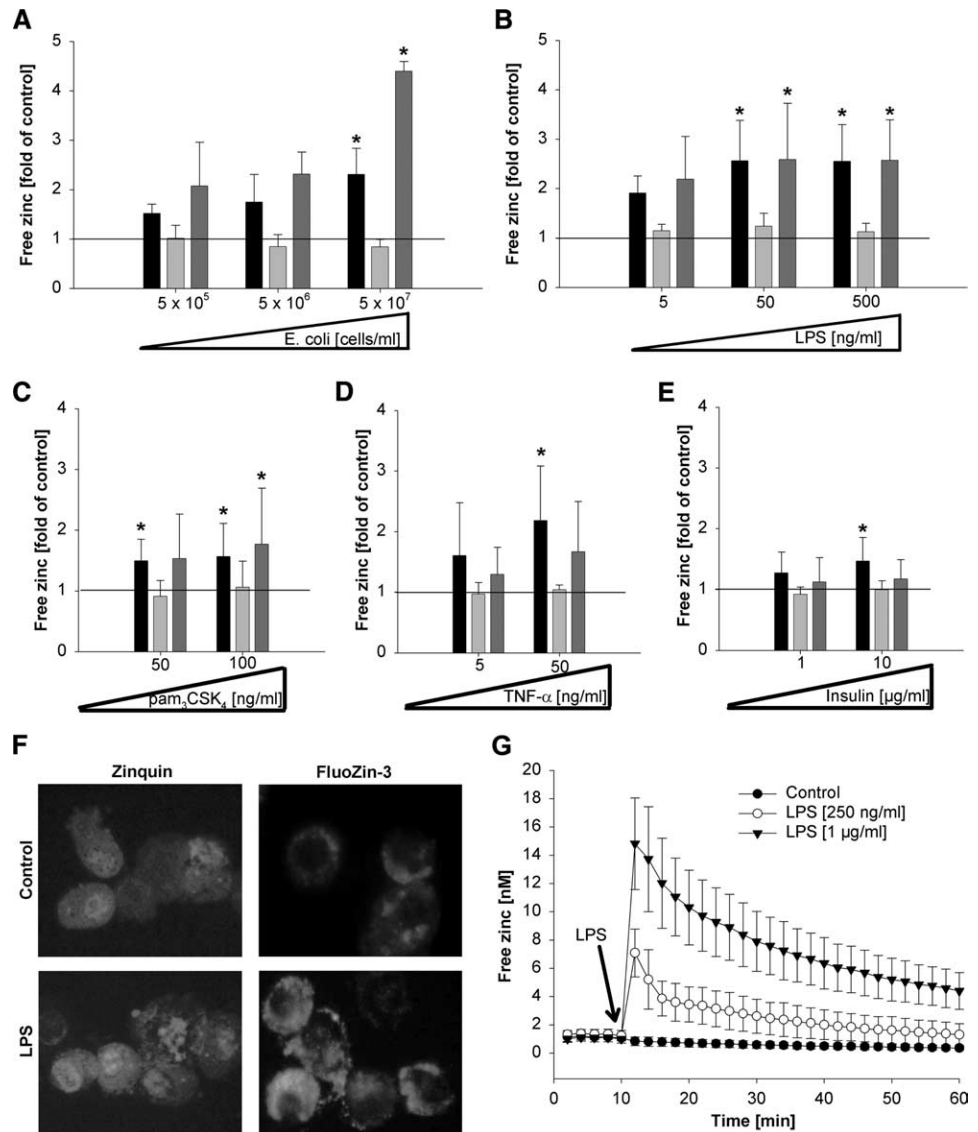 A
Free zinc [fold of control]
5
4
3
2
1
0
*
*
5 x 10⁵
5 x 10⁶
5 x 10⁷
E. coli [cells/ml]
B
Free zinc [fold of control]
5
4
3
2
1
0
*
*
*
*
5
50
500
LPS [ng/ml]
C
Free zinc [fold of control]
4
3
2
1
0
*
*
*
50
100
pam₃CSK₄ [ng/ml]
D
Free zinc [fold of control]
4
3
2
1
0
*
5
50
TNF-α [ng/ml]
E
Free zinc [fold of control]
4
3
2
1
0
*
1
10
Insulin [µg/ml]
F
Zinquin
FluoZin-3
Control
LPS
G
Free zinc [nM]
20
18
16
14
12
10
8
6
4
2
0
Control
LPS [250 ng/ml]
LPS [1 µg/ml]
LPS
0
10
20
30
40
50
60
Time [min]